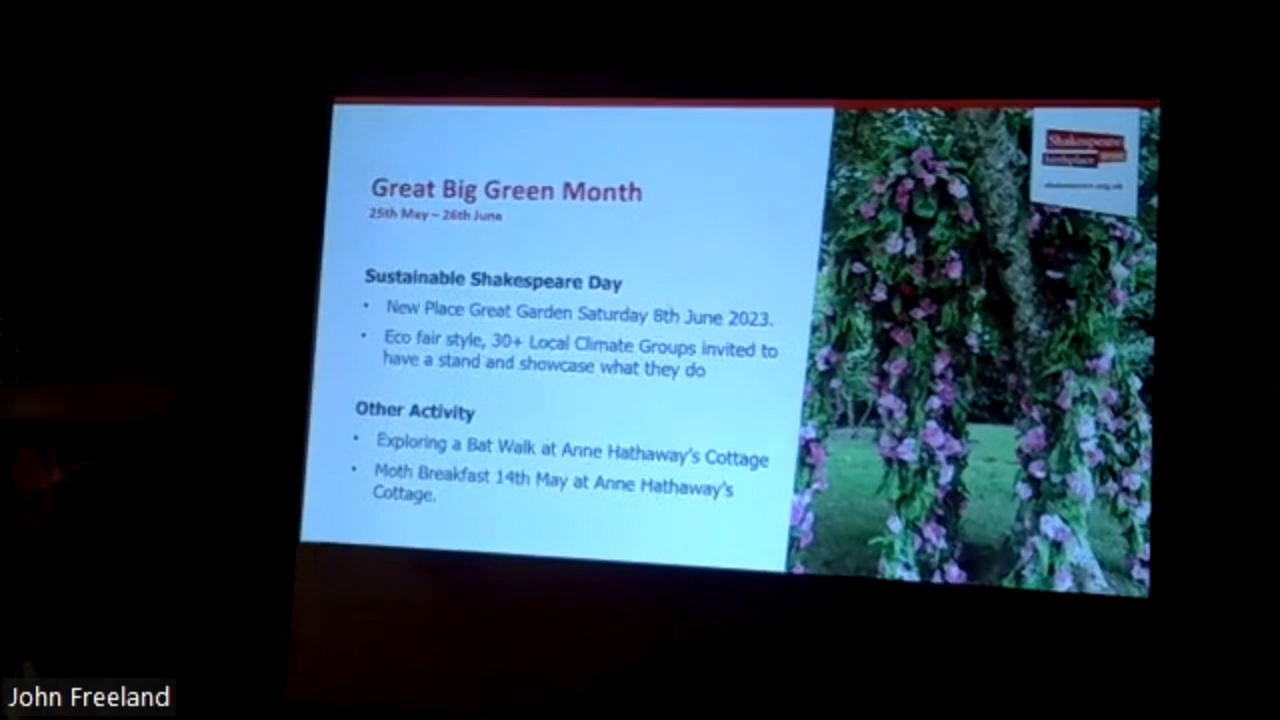 Great Big Green Month
25th May – 26th June
Sustainable Shakespeare Day
• New Place Great Garden Saturday 8th June 2023.
• Eco fair style, 30+ Local Climate Groups invited to
have a stand and showcase what they do
Other Activity
• Exploring a Bat Walk at Anne Hathaway's Cottage
• Moth Breakfast 14th May at Anne Hathaway's
Cottage.
Shakespeare
birthplace
John Freeland